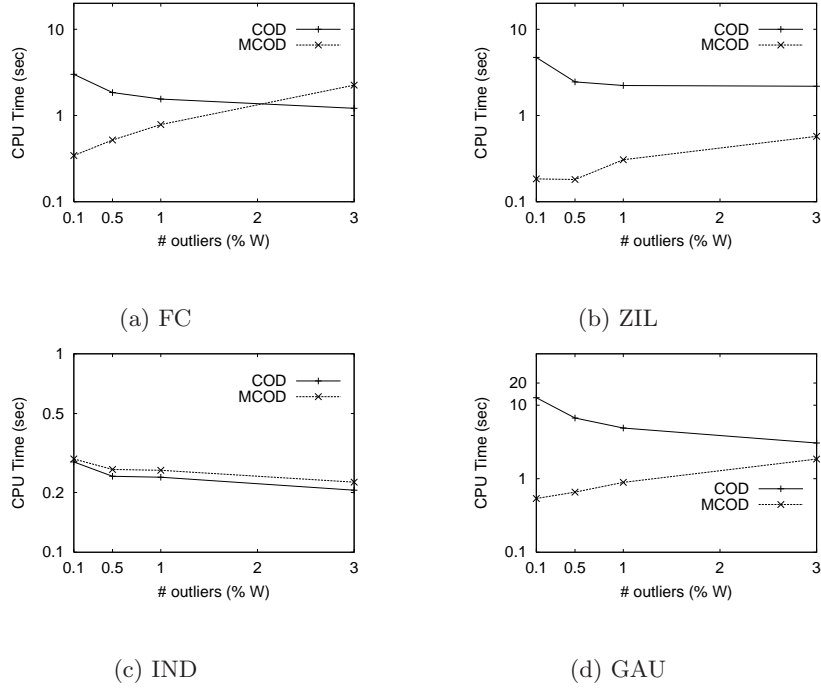 10
1
0.1
CPU Time (sec)
COD
MCOD
0.1 0.5 1 2 3
# outliers (% W)
(a) FC
10
1
0.1
CPU Time (sec)
COD
MCOD
0.1 0.5 1 2 3
# outliers (% W)
(b) ZIL
1
0.5
0.2
0.1
CPU Time (sec)
COD
MCOD
0.1 0.5 1 2 3
# outliers (% W)
(c) IND
20
10
1
0.1
CPU Time (sec)
COD
MCOD
0.1 0.5 1 2 3
# outliers (% W)
(d) GAU